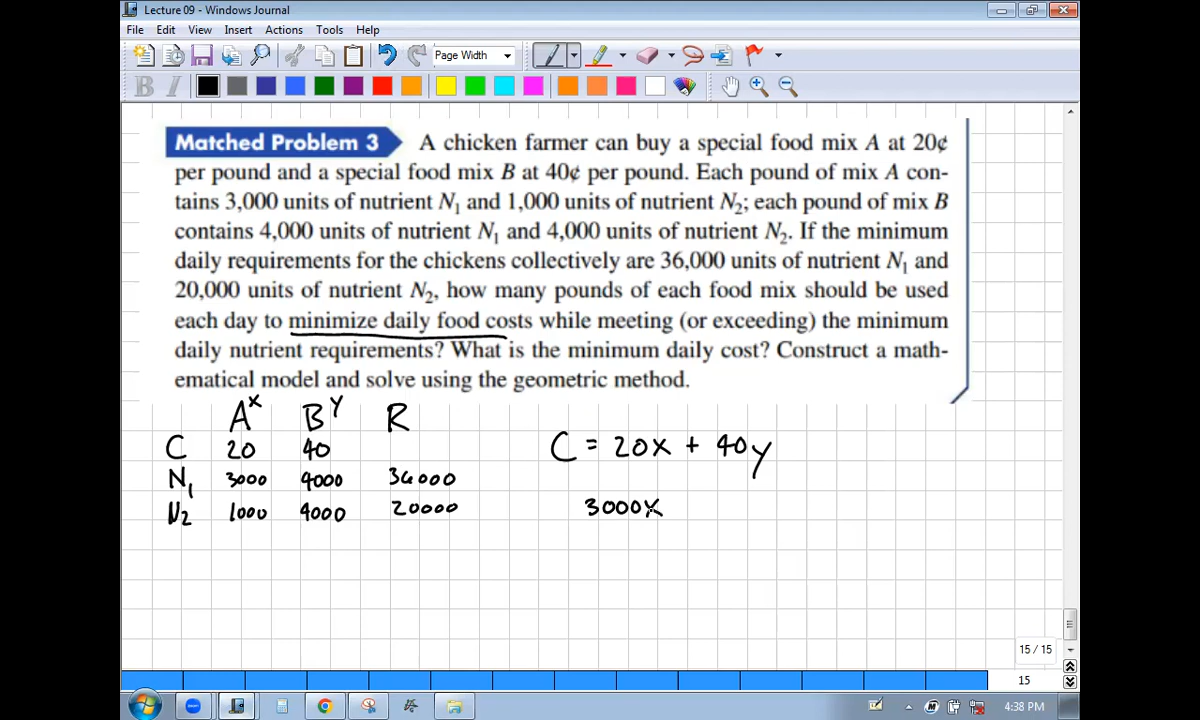 Lecture 09 - Windows Journal
File Edit View Insert Actions Tools Help
Page Width
B I
Matched Problem 3 A chicken farmer can buy a special food mix A at 20¢
per pound and a special food mix B at 40¢ per pound. Each pound of mix A con-
tains 3,000 units of nutrient N₁ and 1,000 units of nutrient N₂; each pound of mix B
contains 4,000 units of nutrient N₁ and 4,000 units of nutrient N₂. If the minimum
daily requirements for the chickens collectively are 36,000 units of nutrient N₁ and
20,000 units of nutrient N₂, how many pounds of each food mix should be used
each day to minimize daily food costs while meeting (or exceeding) the minimum
daily nutrient requirements? What is the minimum daily cost? Construct a math-
ematical model and solve using the geometric method.
A x B y R
C 20 40
N₁ 3000 4000 36000
N₂ 1000 4000 20000
C = 20x + 40y
3000x
15 / 15
15
4:38 PM